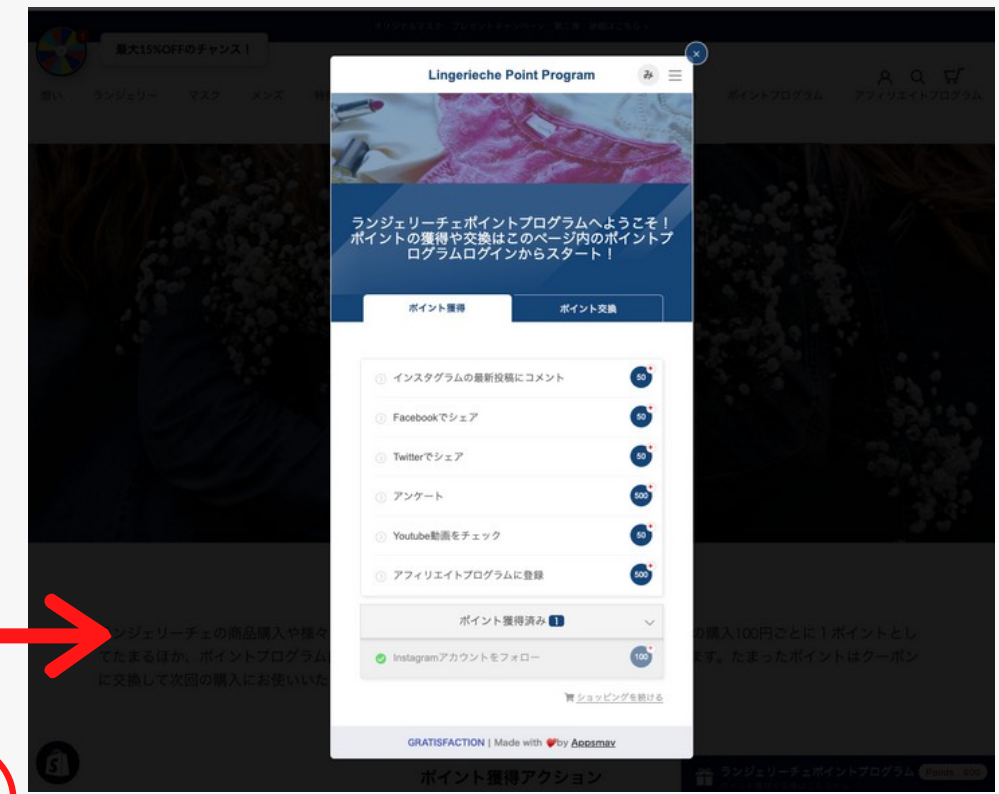 最大15%OFFのチャンス！
想い
ランジェリー
マスク
メンズ
ポイントプログラム
アフィリエイトプログラム
Lingerieche Point Program
み
ランジェリーチェポイントプログラムへようこそ！
ポイントの獲得や交換はこのページ内のポイントプ
ログラムログインからスタート！
ポイント獲得
ポイント交換
インスタグラムの最新投稿にコメント 50
Facebookでシェア 50
Twitterでシェア 50
アンケート 500
Youtube動画をチェック 50
アフィリエイトプログラムに登録 500
ポイント獲得済み 1
Instagramアカウントをフォロー 100
ショッピングを続ける
GRATISFACTION | Made with by Appsmav
ンジェリーチェの商品購入や様々
の購入100円ごとに1ポイントとし
てたまるほか、ポイントプログラム
ます。たまったポイントはクーポン
に交換して次回の購入にお使いいた
ポイント獲得アクション
ランジェリーチェポイントプログラム